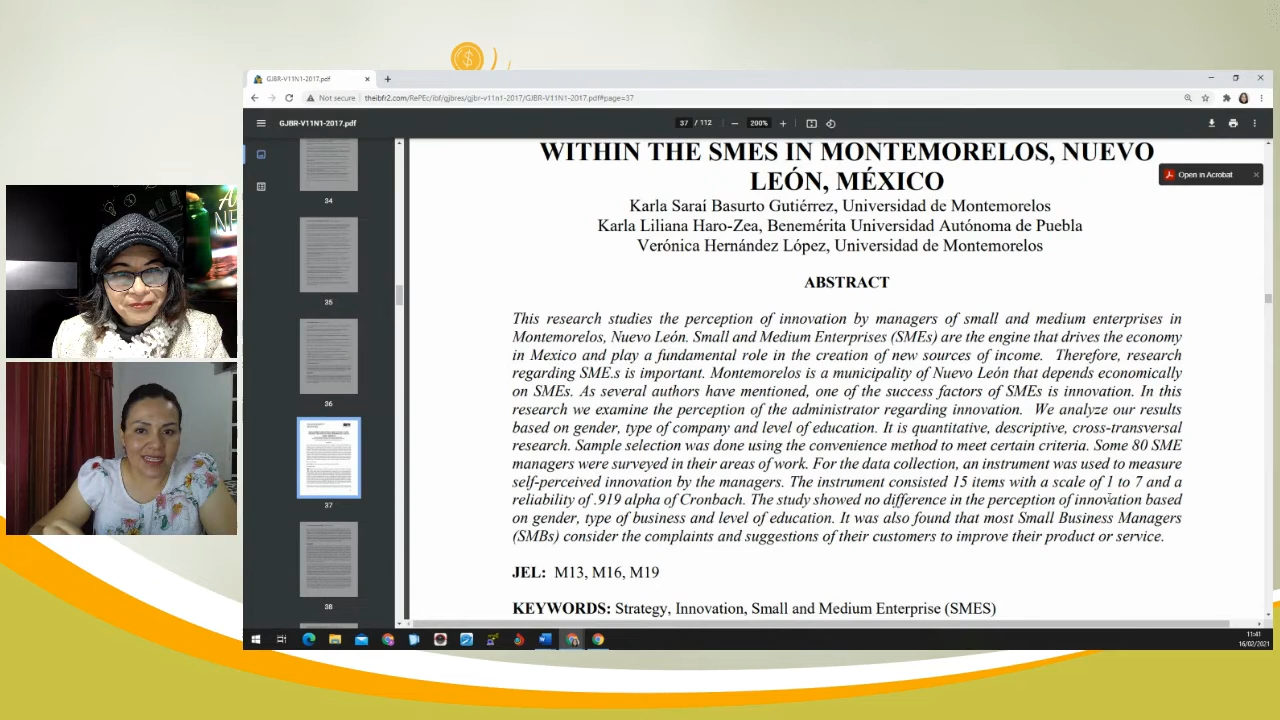 GJBR-V11N1-2017.pdf
Not secure theibfr2.com/RePEc/ibf/gjbres/gjbr-v11n1-2017/GJBR-V11N1-2017.pdf#page=37
GJBR-V11N1-2017.pdf
37 / 112
200%
Open in Acrobat
34
35
36
37
38
WITHIN THE SMES IN MONTEMORELOS, NUEVO
LEÓN, MÉXICO
Karla Saraí Basurto Gutiérrez, Universidad de Montemorelos
Karla Liliana Haro-Zea, Benemérita Universidad Autónoma de Puebla
Verónica Hernández López, Universidad de Montemorelos
ABSTRACT
This research studies the perception of innovation by managers of small and medium enterprises in
Montemorelos, Nuevo León. Small and Medium Enterprises (SMEs) are the engine that drives the economy
in Mexico and play a fundamental role in the creation of new sources of income. Therefore, research
regarding SME.s is important. Montemorelos is a municipality of Nuevo León that depends economically
on SMEs. As several authors have mentioned, one of the success factors of SMEs is innovation. In this
research we examine the perception of the administrator regarding innovation. We analyze our results
based on gender, type of company and level of education. It is quantitative, descriptive, cross-transversal
research. Sample selection was done using the convenience method to meet certain criteria. Some 80 SME
managers were surveyed in their area of work. For the data collection, an instrument was used to measure
self-perceived innovation by the managers. The instrument consisted 15 items with a scale of 1 to 7 and a
reliability of .919 alpha of Cronbach. The study showed no difference in the perception of innovation based
on gender, type of business and level of education. It was also found that most Small Business Managers
(SMBs) consider the complaints and suggestions of their customers to improve their product or service.
JEL: M13, M16, M19
KEYWORDS: Strategy, Innovation, Small and Medium Enterprise (SMES)
11:41
16/02/2021